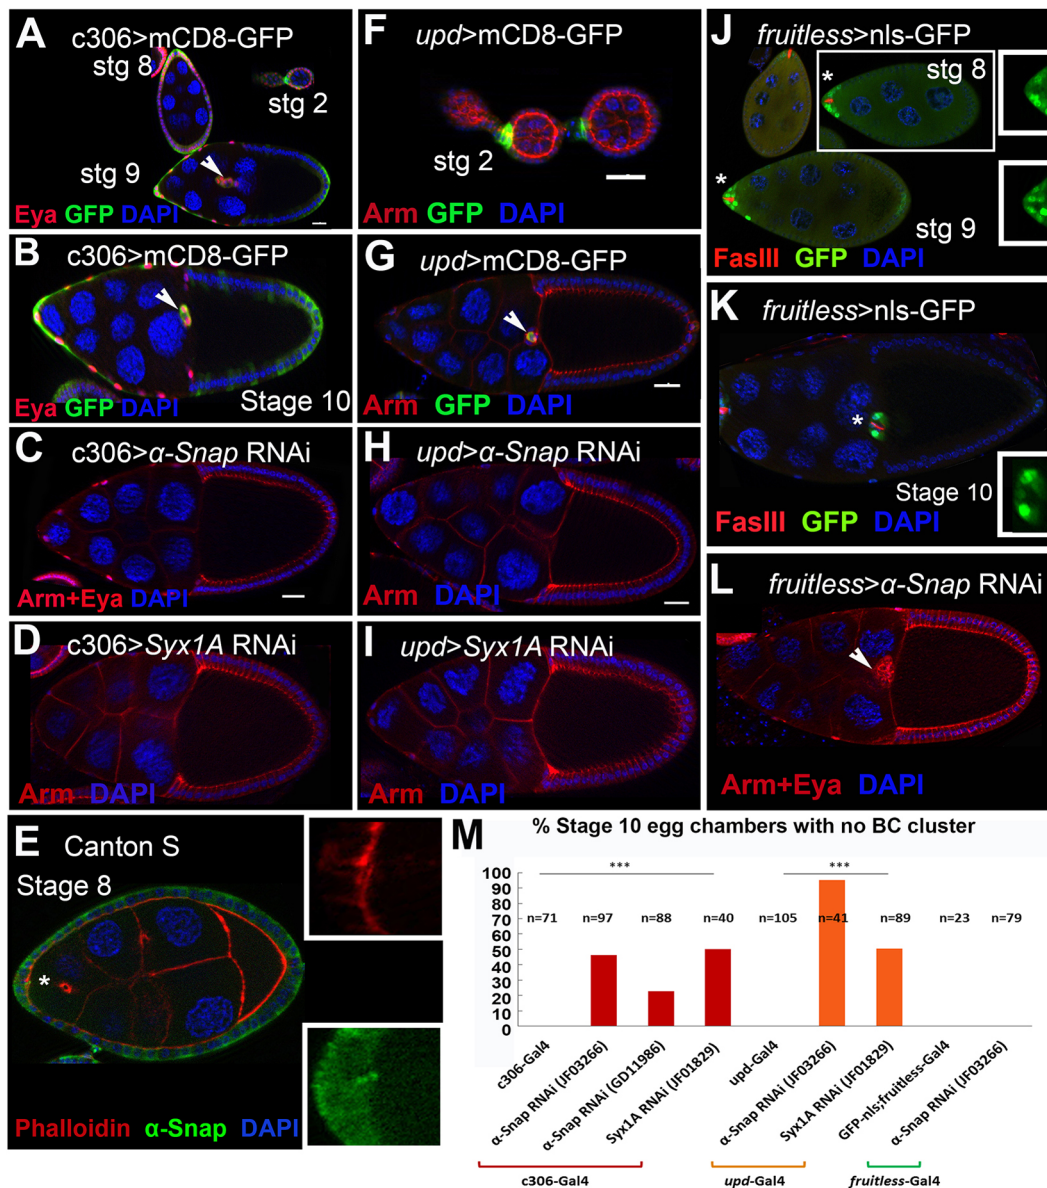 A c306>mCD8-GFP
stg 8
stg 2
stg 9
Eya GFP DAPI
B c306>mCD8-GFP
Stage 10
Eya GFP DAPI
C c306>α-Snap RNAi
Arm+Eya DAPI
D c306>Syx1A RNAi
Arm DAPI
E Canton S
Stage 8
*
Phalloidin α-Snap DAPI
F upd>mCD8-GFP
stg 2
Arm GFP DAPI
G upd>mCD8-GFP
Arm GFP DAPI
H upd>α-Snap RNAi
Arm DAPI
I upd>Syx1A RNAi
Arm DAPI
J fruitless>nls-GFP
* stg 8
*
stg 9
FasIII GFP DAPI
K fruitless>nls-GFP
*
Stage 10
FasIII GFP DAPI
L fruitless>α-Snap RNAi
Arm+Eya DAPI
M % Stage 10 egg chambers with no BC cluster
*** ***
100
90
80
70
60
50
40
30
20
10
0
n=71 n=97 n=88 n=40 n=105 n=41 n=89 n=23 n=79
c306-Gal4
α-Snap RNAi (JF03266)
α-Snap RNAi (GD11986)
Syx1A RNAi (JF01829)
upd-Gal4
α-Snap RNAi (JF03266)
Syx1A RNAi (JF01829)
GFP-nls;fruitless-Gal4
α-Snap RNAi (JF03266)
c306-Gal4 upd-Gal4 fruitless-Gal4